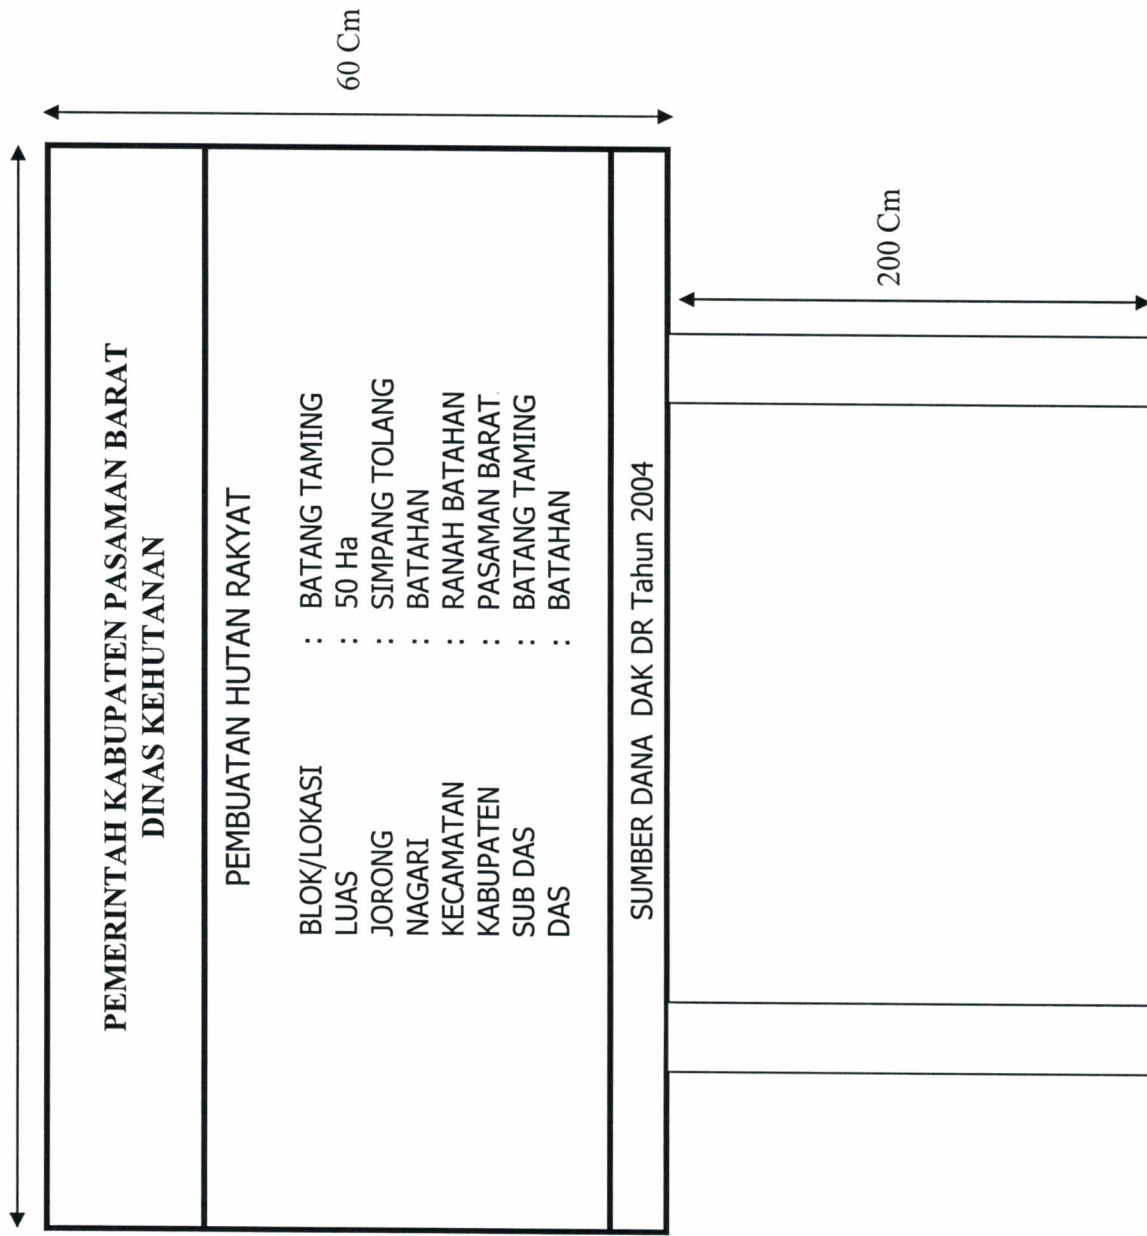 PEMERINTAH KABUPATEN PASAMAN BARAT
DINAS KEHUTANAN
PEMBUATAN HUTAN RAKYAT
BLOK/LOKASI : BATANG TAMING
LUAS : 50 Ha
JORONG : SIMPANG TOLANG
NAGARI : BATAHAN
KECAMATAN : RANAH BATAHAN
KABUPATEN : PASAMAN BARAT
SUB DAS : BATANG TAMING
DAS : BATAHAN
SUMBER DANA DAK DR Tahun 2004
60 Cm
200 Cm